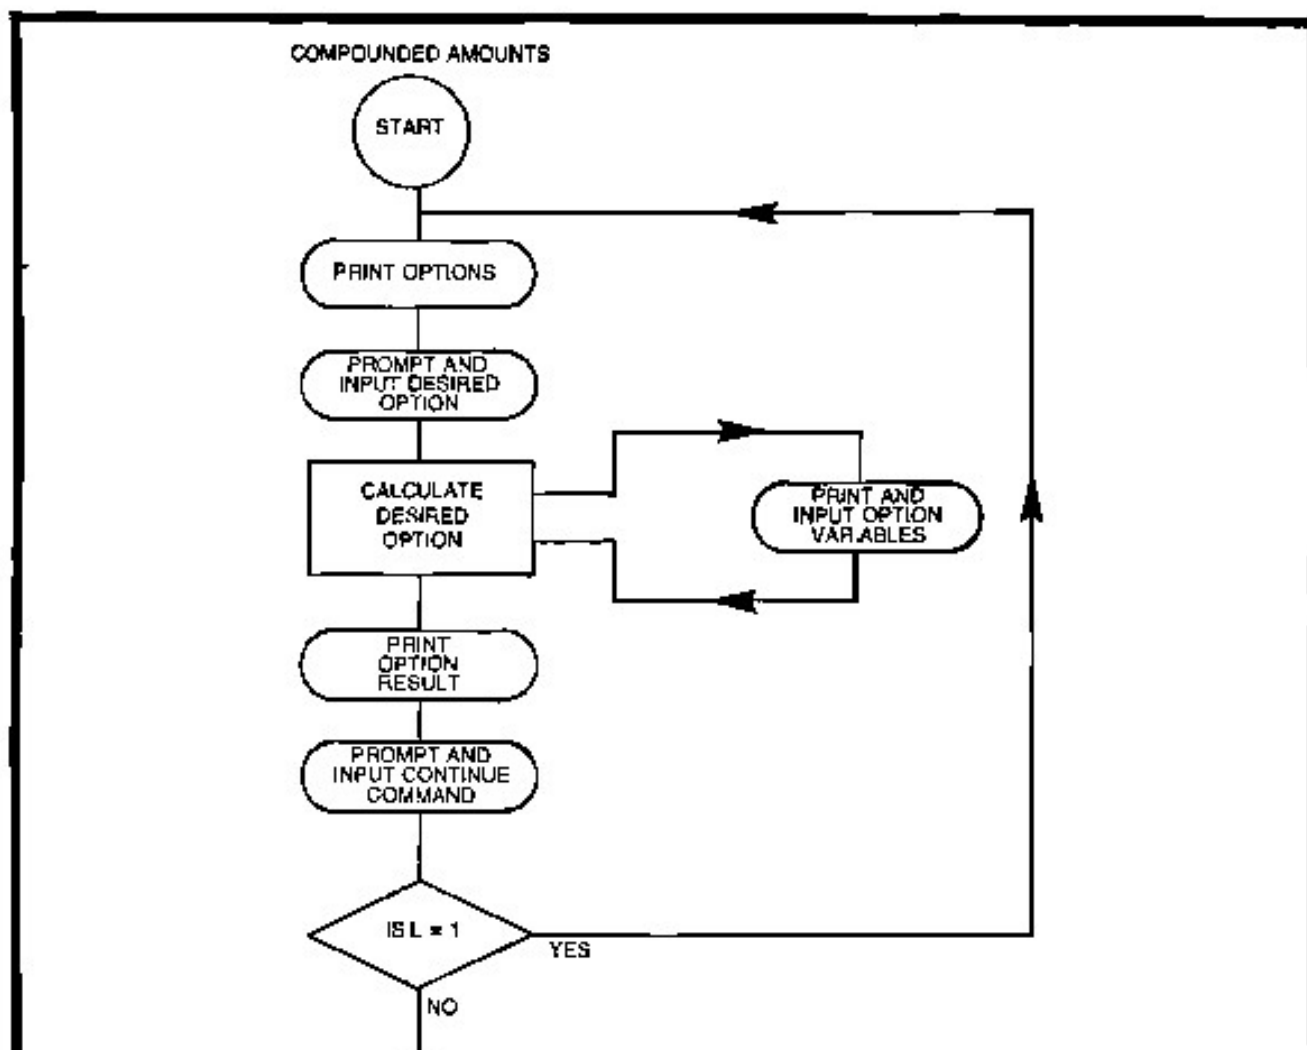 COMPOUNDED AMOUNTS
START
PRINT OPTIONS
PROMPT AND
INPUT DESIRED
OPTION
CALCULATE
DESIRED
OPTION
PRINT AND
INPUT OPTION
VARIABLES
PRINT
OPTION
RESULT
PROMPT AND
INPUT CONTINUE
COMMAND
IS L = 1
YES
NO